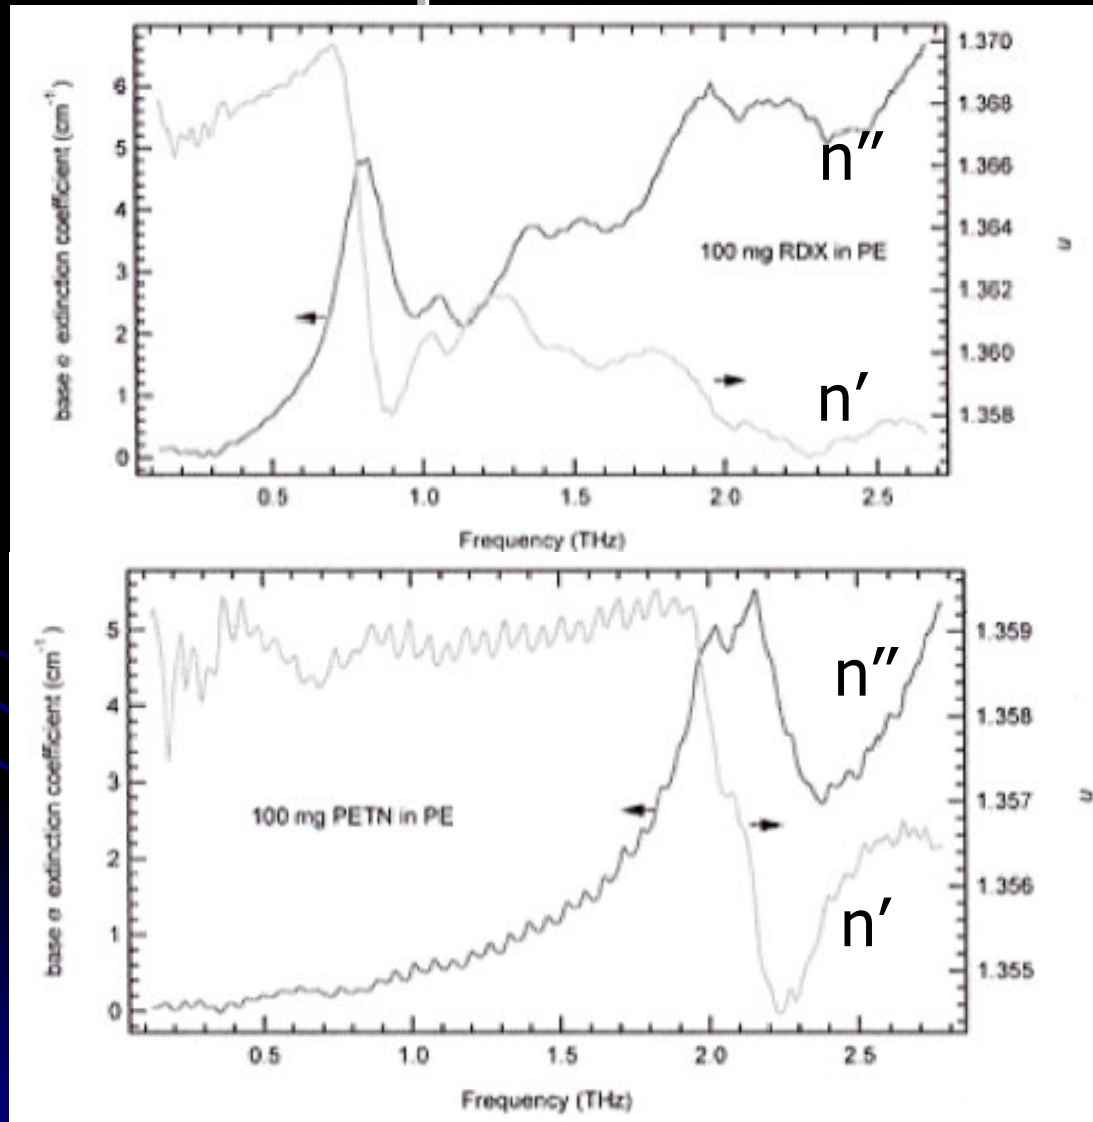 base e extinction coefficient (cm⁻¹)
6
5
4
3
2
1
0
1.370
1.368
1.366
1.364
1.362
1.360
1.358
n
n″
100 mg RDX in PE
n′
0.5 1.0 1.5 2.0 2.5
Frequency (THz)
base e extinction coefficient (cm⁻¹)
5
4
3
2
1
0
1.359
1.358
1.357
1.356
1.355
n
n″
100 mg PETN in PE
n′
0.5 1.0 1.5 2.0 2.5
Frequency (THz)